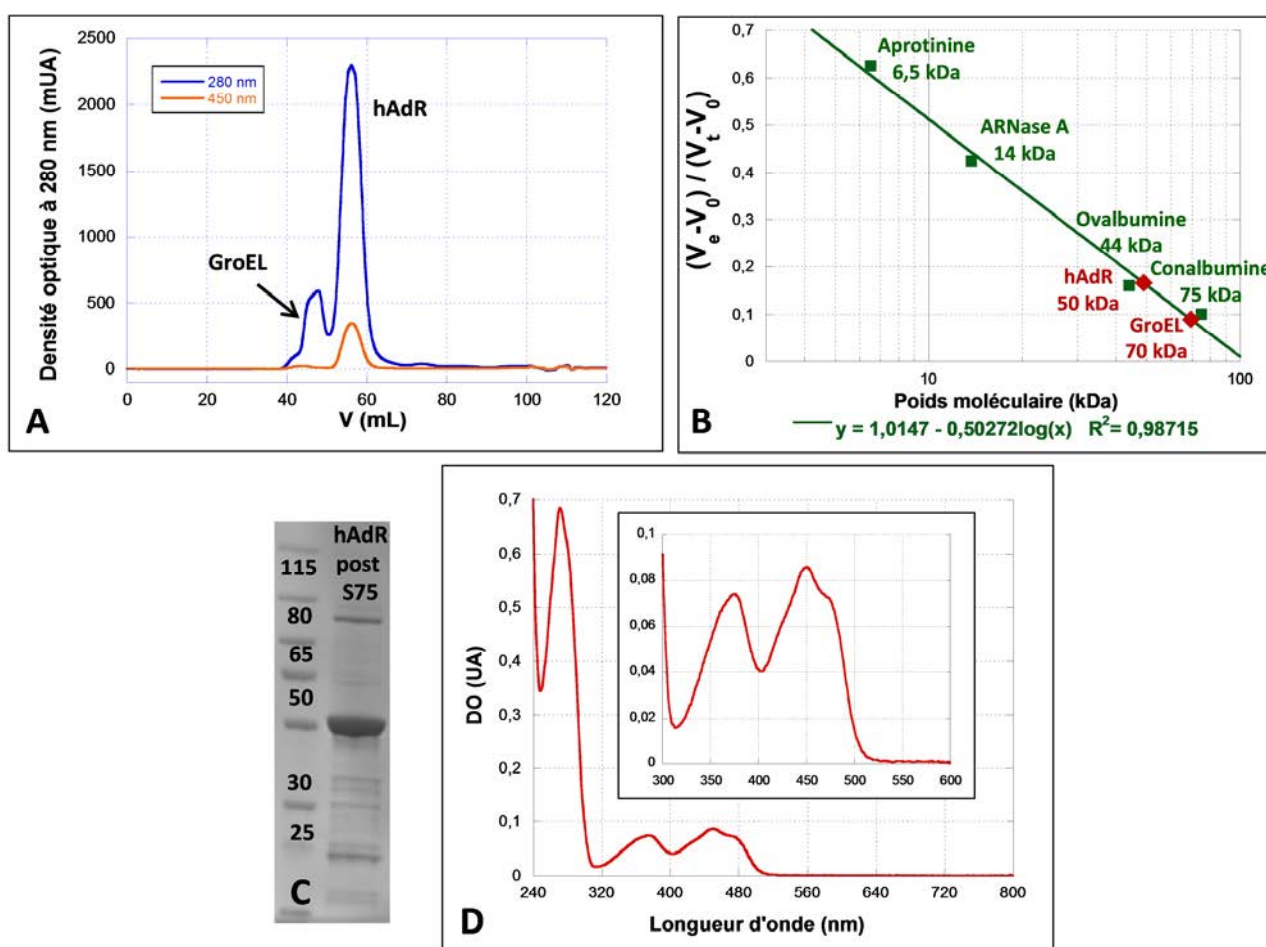 2500
2000
1500
1000
500
0
0 20 40 60 80 100 120
Densité optique à 280 nm (mUA)
V (mL)
280 nm
450 nm
hAdR
GroEL
A
0,7
0,6
0,5
0,4
0,3
0,2
0,1
0
10 100
(Ve-V0) / (Vt-V0)
Poids moléculaire (kDa)
Aprotinine
6,5 kDa
ARNase A
14 kDa
Ovalbumine
44 kDa
hAdR
50 kDa
Conalbumine
75 kDa
GroEL
70 kDa
B
y = 1,0147 - 0,50272log(x) R²= 0,98715
hAdR
post
S75
115
80
65
50
30
25
C
0,7
0,6
0,5
0,4
0,3
0,2
0,1
0
240 320 400 480 560 640 720 800
DO (UA)
Longueur d'onde (nm)
0,1
0,08
0,06
0,04
0,02
0
300 350 400 450 500 550 600
D